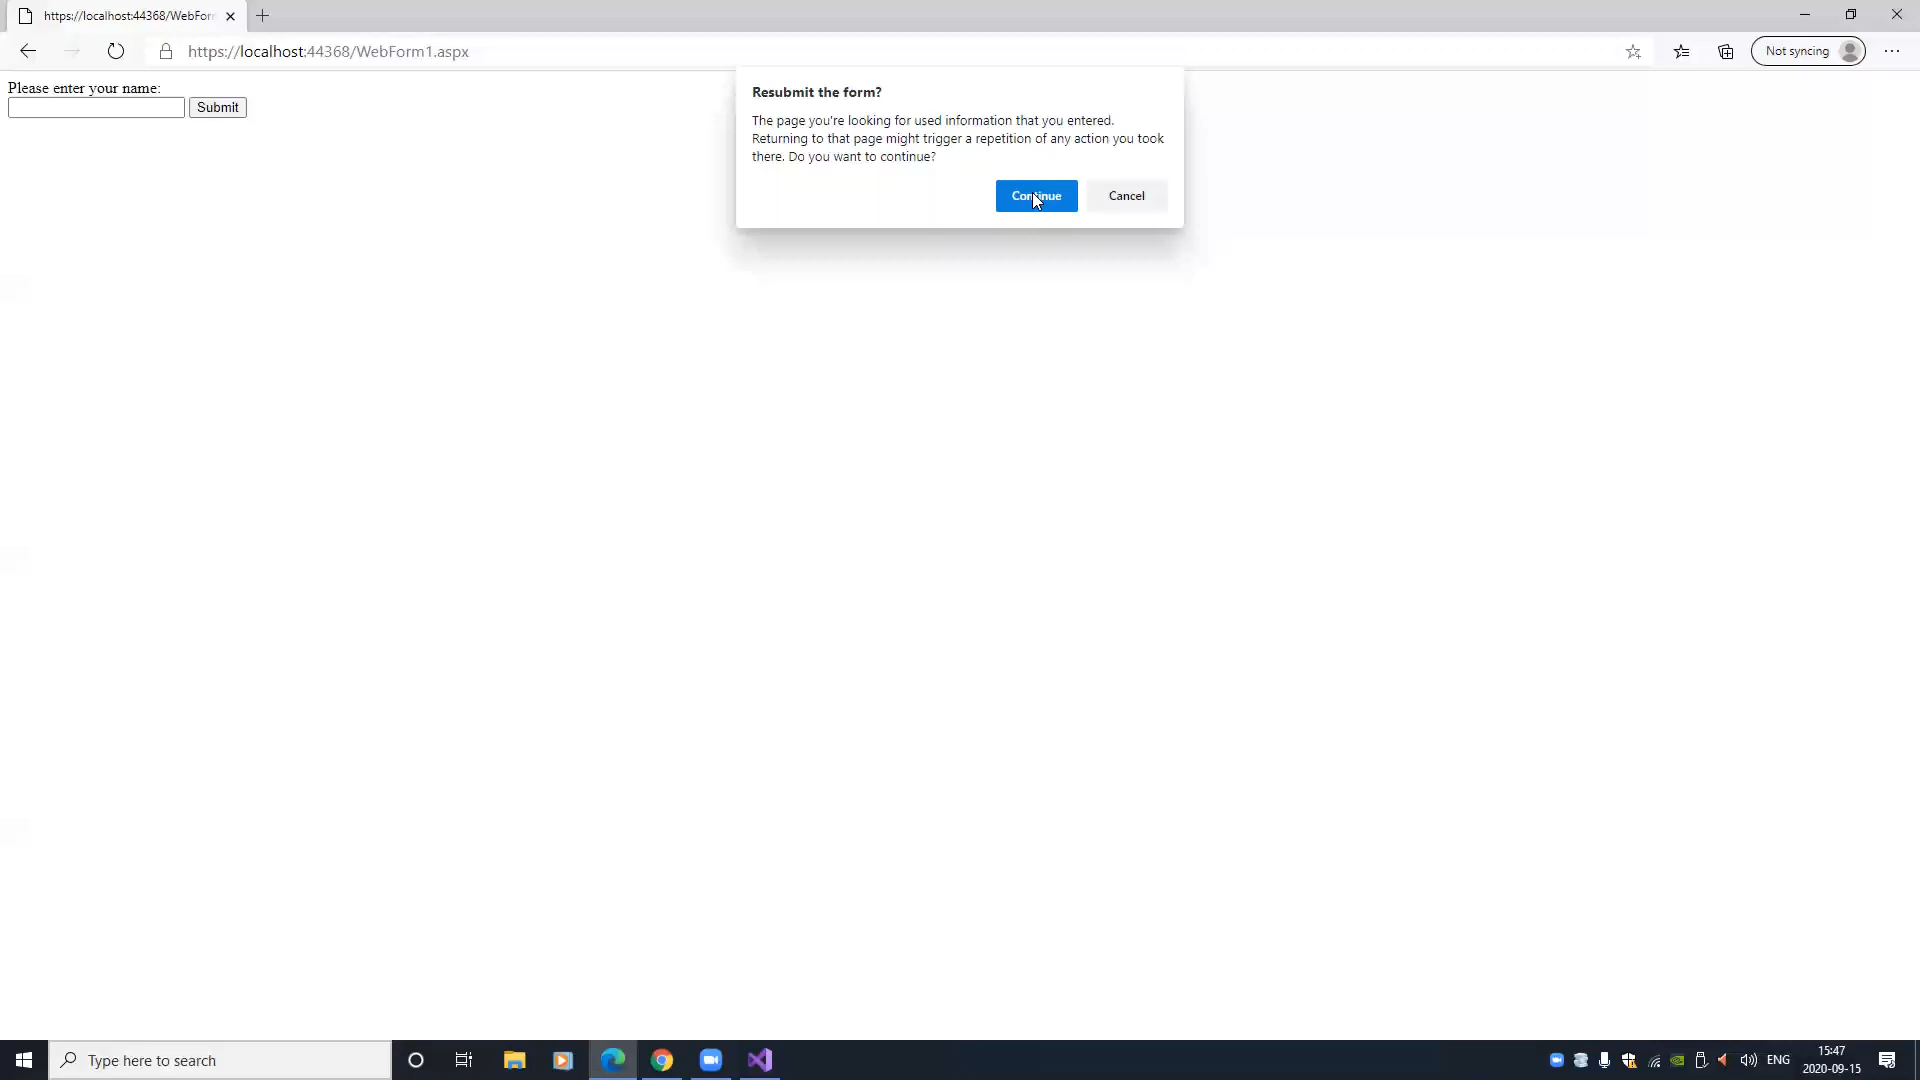 https://localhost:44368/WebForm
https://localhost:44368/WebForm1.aspx
Not syncing
Please enter your name:
Submit
Resubmit the form?
The page you're looking for used information that you entered.
Returning to that page might trigger a repetition of any action you took
there. Do you want to continue?
Continue
Cancel
Type here to search
ENG
15:47
2020-09-15